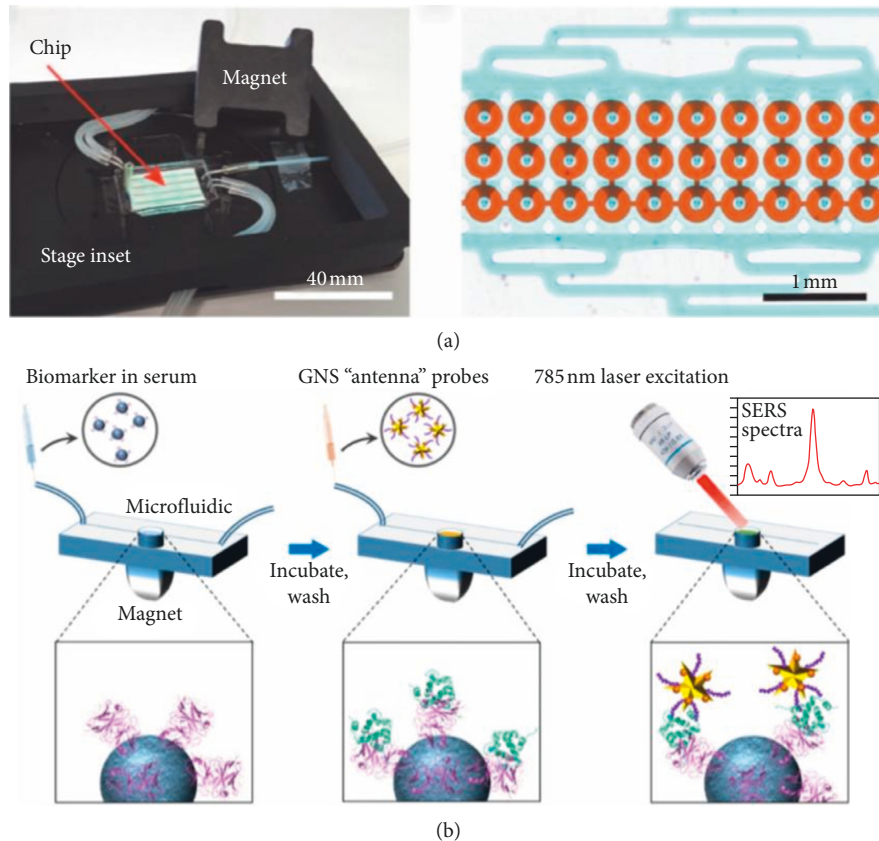 Chip
Magnet
Stage inset
40 mm
1 mm
(a)
Biomarker in serum
GNS “antenna” probes
785 nm laser excitation
SERS
spectra
Microfluidic
Incubate,
wash
Incubate,
wash
Magnet
(b)